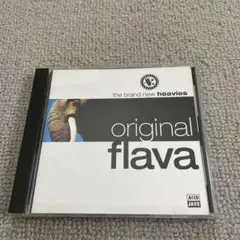 the brand new heavies
original
flava
ACID
JAZZ